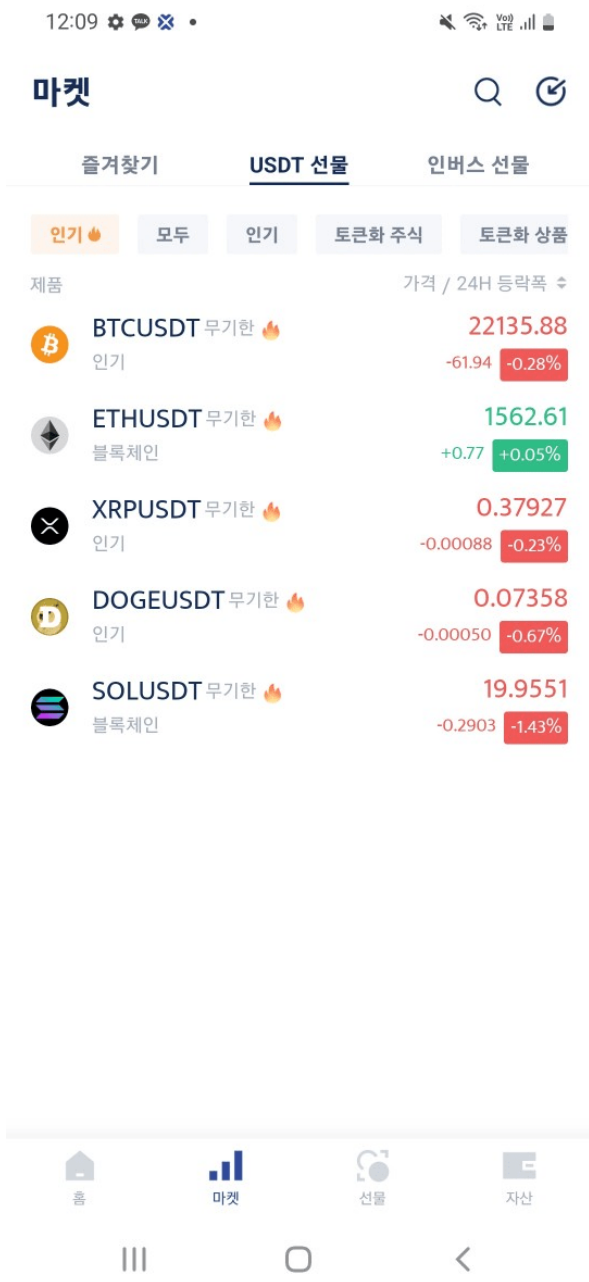 12:09 TALK Vo)) LTE
마켓
즐겨찾기 USDT 선물 인버스 선물
인기 모두 인기 토큰화 주식 토큰화 상품
제품 가격 / 24H 등락폭
BTCUSDT 무기한 22135.88
인기 -61.94 -0.28%
ETHUSDT 무기한 1562.61
블록체인 +0.77 +0.05%
XRPUSDT 무기한 0.37927
인기 -0.00088 -0.23%
DOGEUSDT 무기한 0.07358
인기 -0.00050 -0.67%
SOLUSDT 무기한 19.9551
블록체인 -0.2903 -1.43%
홈 마켓 선물 자산